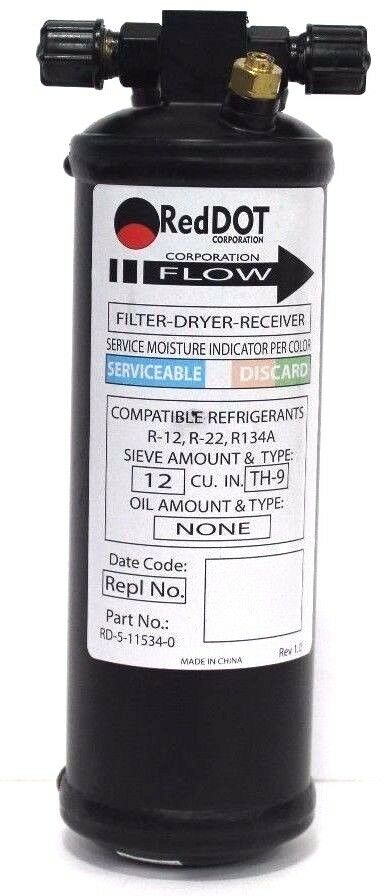 RedDOT
CORPORATION
CORPORATION
FLOW
FILTER-DRYER-RECEIVER
SERVICE MOISTURE INDICATOR PER COLOR
SERVICEABLE DISCARD
COMPATIBLE REFRIGERANTS
R-12, R-22, R134A
SIEVE AMOUNT & TYPE:
12 CU. IN. TH-9
OIL AMOUNT & TYPE:
NONE
Date Code:
Repl No.
Part No.:
RD-5-11534-0
MADE IN CHINA
Rev